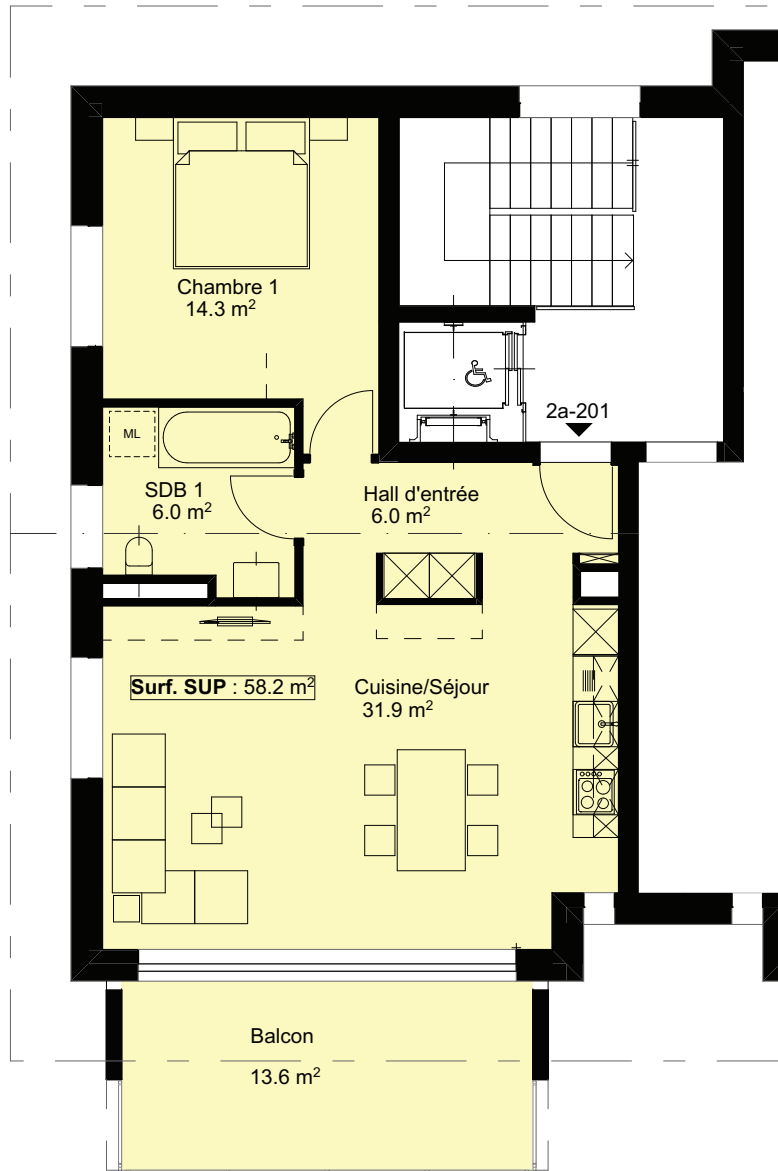 Chambre 1
14.3 m²
2a-201
ML
SDB 1
6.0 m²
Hall d'entrée
6.0 m²
Surf. SUP : 58.2 m²
Cuisine/Séjour
31.9 m²
Balcon
13.6 m²